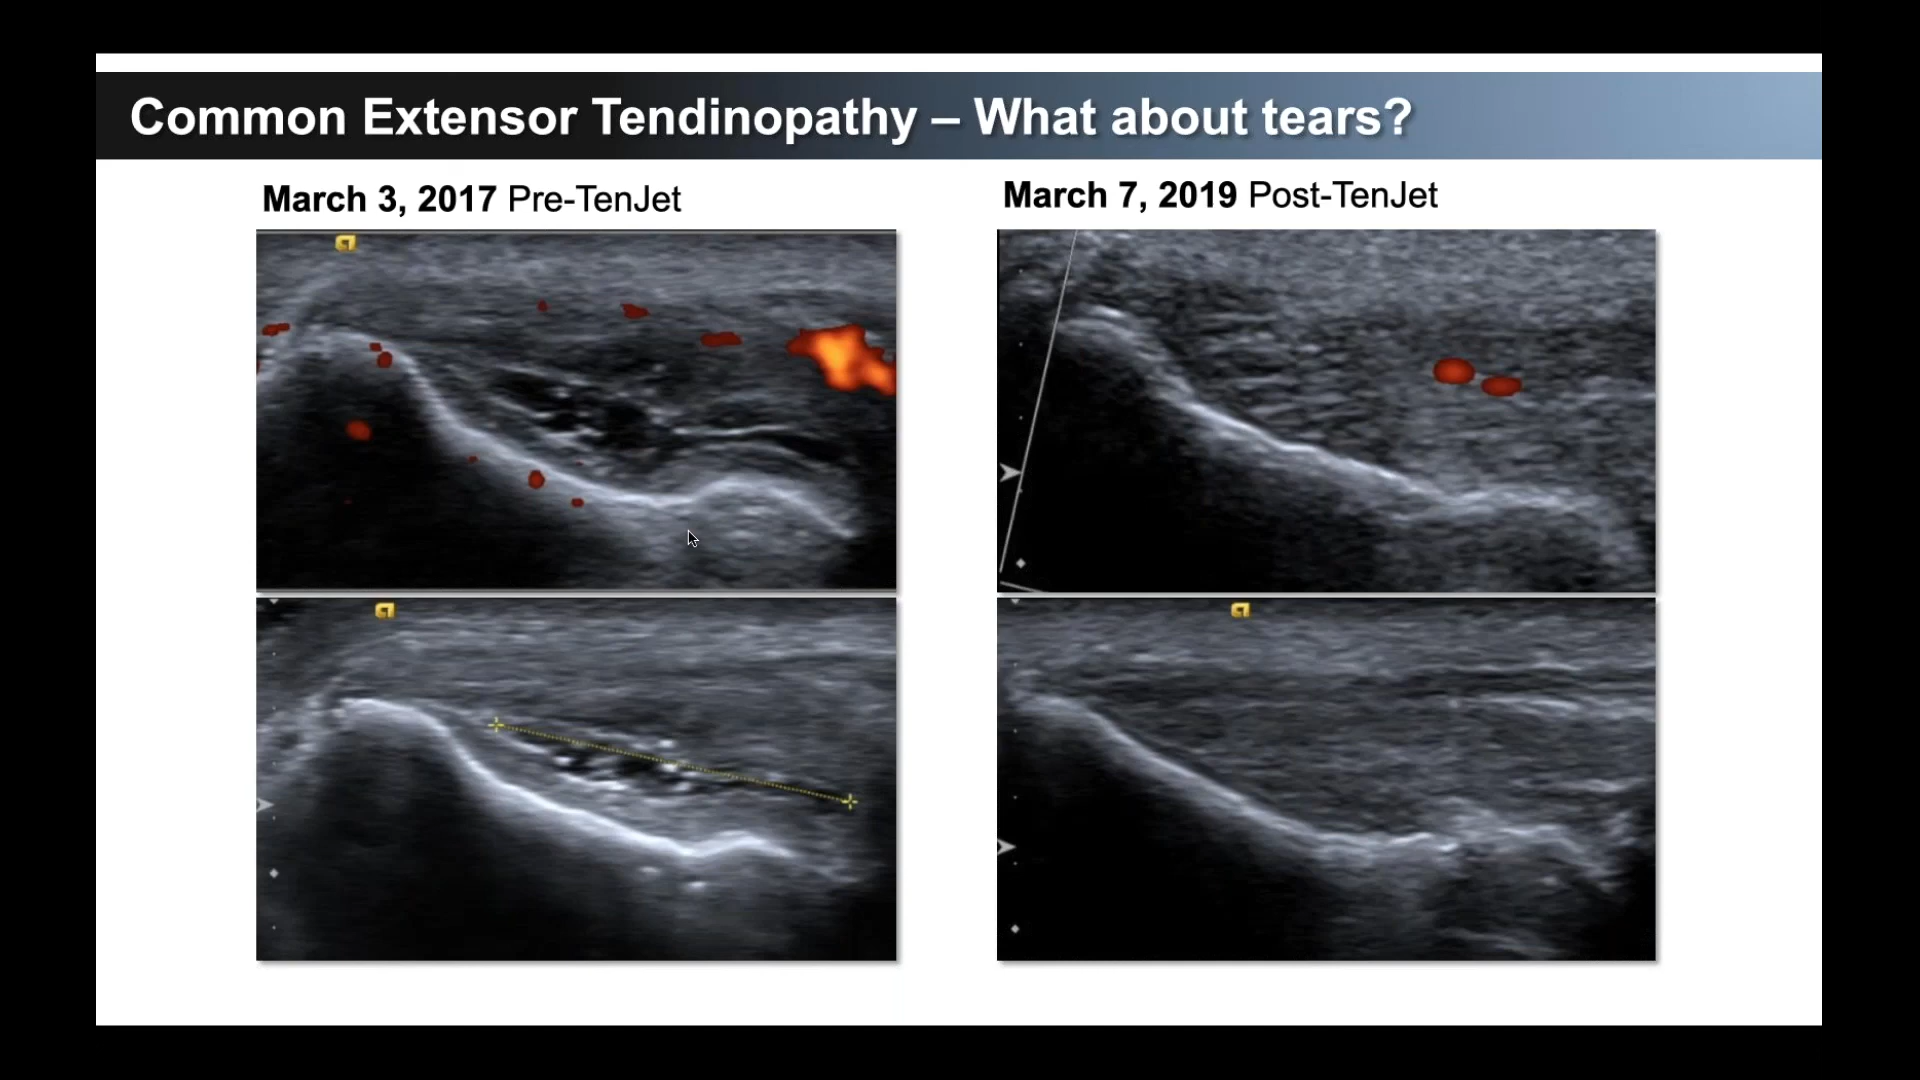 Common Extensor Tendinopathy – What about tears?
March 3, 2017 Pre-TenJet
March 7, 2019 Post-TenJet